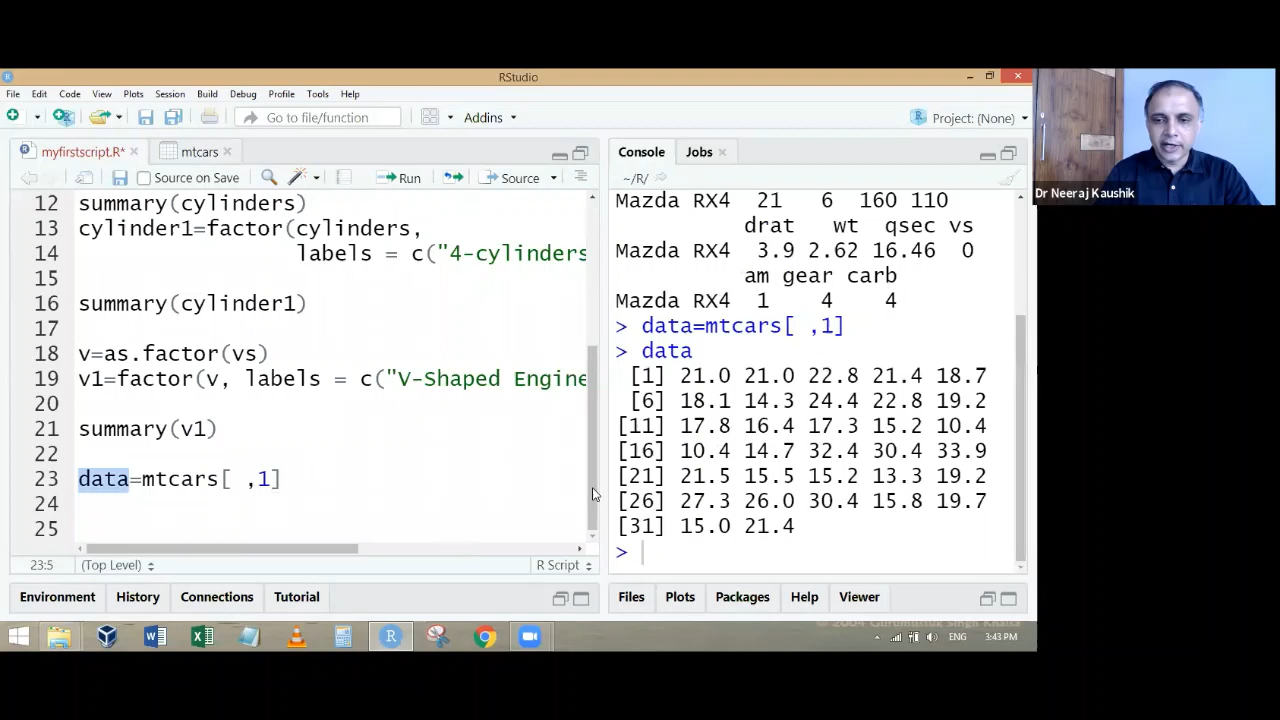 RStudio
File Edit Code View Plots Session Build Debug Profile Tools Help
Go to file/function
Addins
Project: (None)
myfirstscript.R*
mtcars
Source on Save
Run
Source
12 summary(cylinders)
13 cylinder1=factor(cylinders,
14 labels = c("4-cylinders
15
16 summary(cylinder1)
17
18 v=as.factor(vs)
19 v1=factor(v, labels = c("V-Shaped Engine
20
21 summary(v1)
22
23 data=mtcars[ ,1]
24
25
23:5 (Top Level) R Script
Environment History Connections Tutorial
Console Jobs
~/R/
Mazda RX4 21 6 160 110
drat wt qsec vs
Mazda RX4 3.9 2.62 16.46 0
am gear carb
Mazda RX4 1 4 4
> data=mtcars[ ,1]
> data
[1] 21.0 21.0 22.8 21.4 18.7
[6] 18.1 14.3 24.4 22.8 19.2
[11] 17.8 16.4 17.3 15.2 10.4
[16] 10.4 14.7 32.4 30.4 33.9
[21] 21.5 15.5 15.2 13.3 19.2
[26] 27.3 26.0 30.4 15.8 19.7
[31] 15.0 21.4
>
Files Plots Packages Help Viewer
Dr Neeraj Kaushik
ENG 3:43 PM